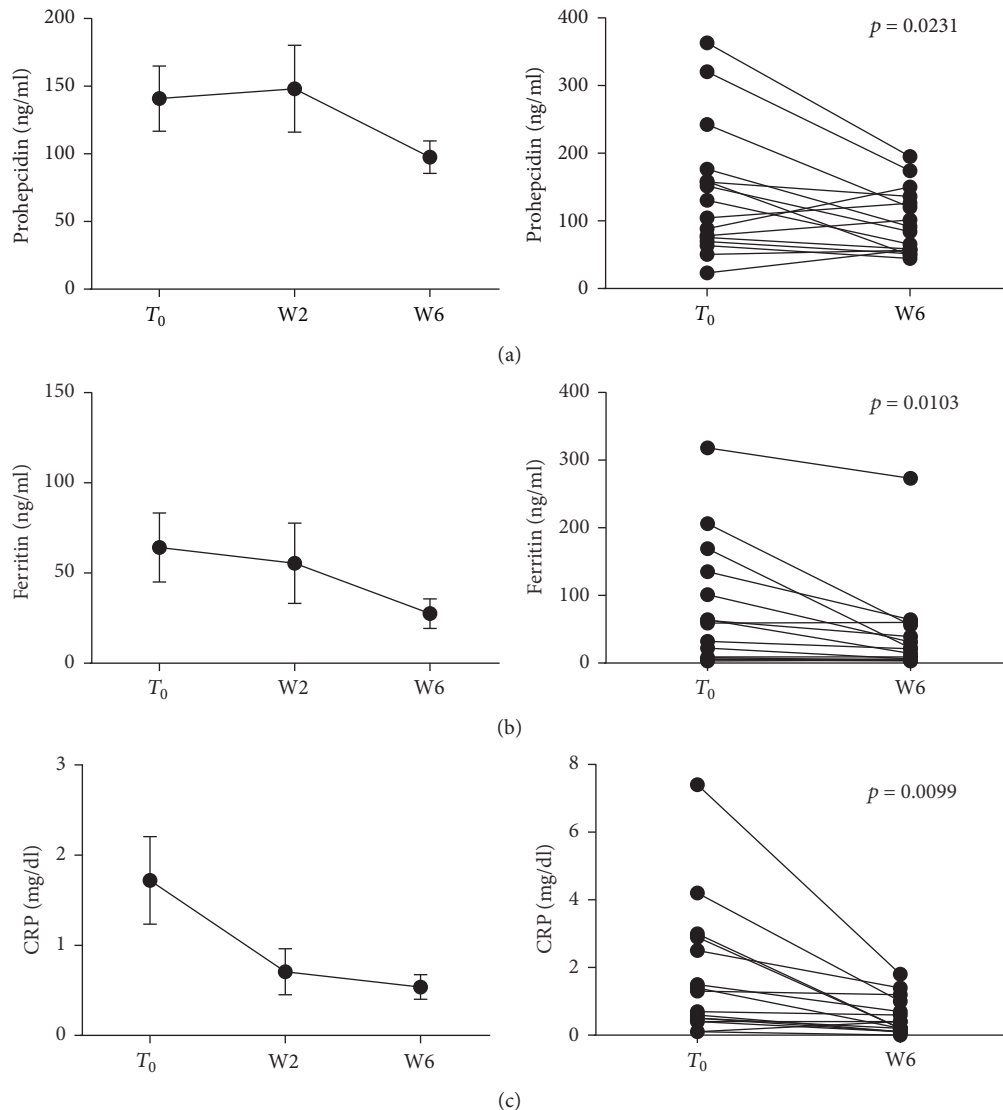 200
150
100
50
0
Prohepcidin (ng/ml)
T0
W2
W6
400
300
200
100
0
Prohepcidin (ng/ml)
p = 0.0231
T0
W6
(a)
150
100
50
0
Ferritin (ng/ml)
T0
W2
W6
400
300
200
100
0
Ferritin (ng/ml)
p = 0.0103
T0
W6
(b)
3
2
1
0
CRP (mg/dl)
T0
W2
W6
8
6
4
2
0
CRP (mg/dl)
p = 0.0099
T0
W6
(c)